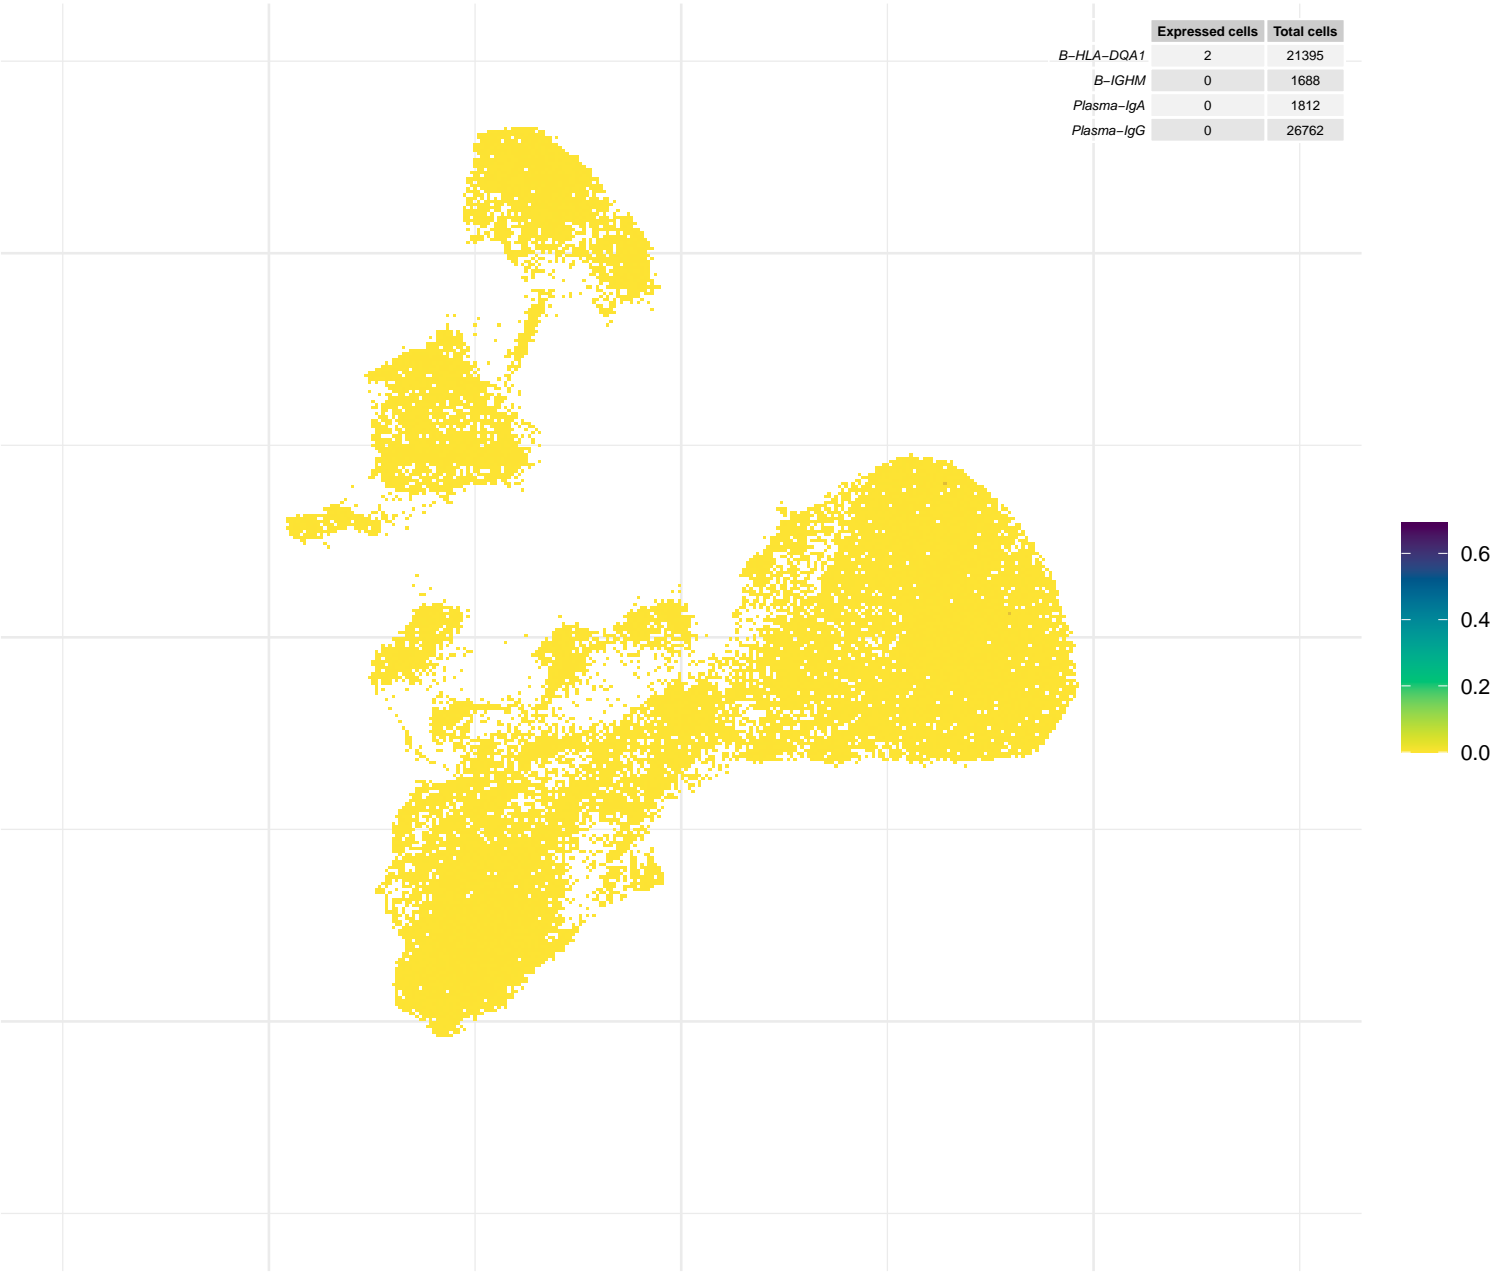 Expressed cells Total cells
B−HLA−DQA1 2 21395
B−IGHM 0 1688
Plasma−IgA 0 1812
Plasma−IgG 0 26762
0.6
0.4
0.2
0.0